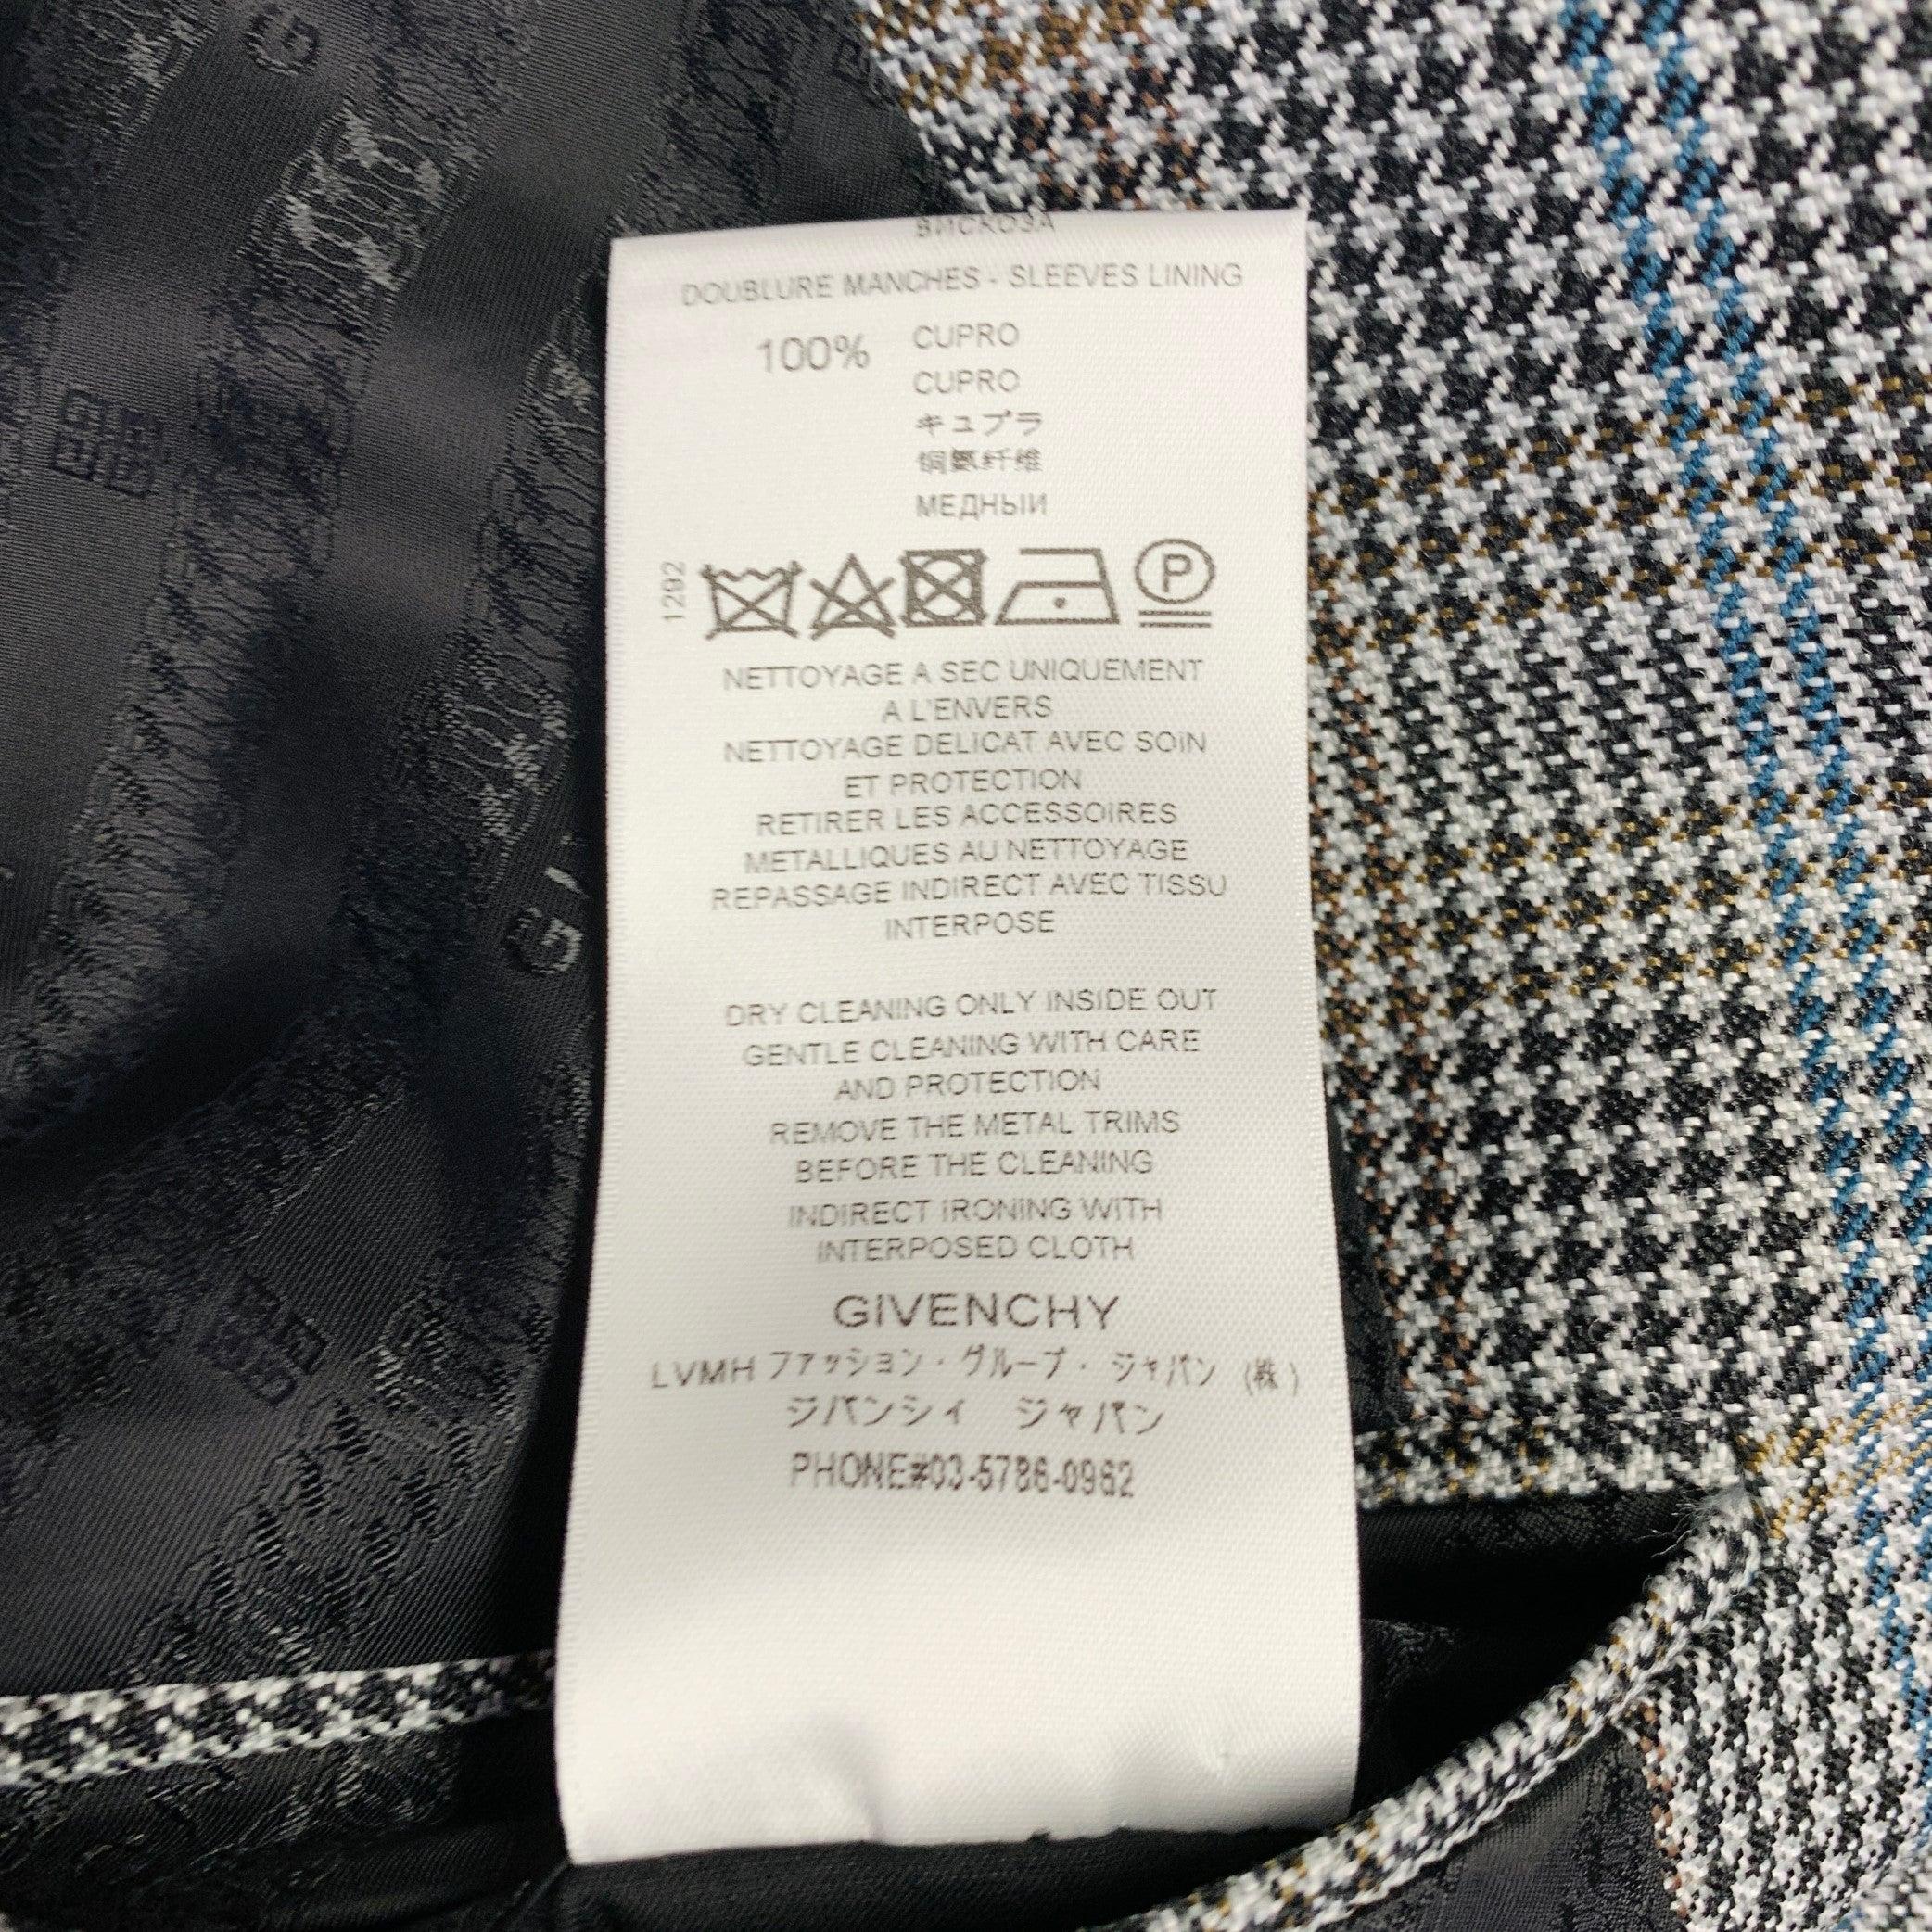 ВИСКОЗА
DOUBLURE MANCHES - SLEEVES LINING
100% CUPRO
CUPRO
キュプラ
铜氨纤维
МЕДНЫЙ
1292
P
NETTOYAGE A SEC UNIQUEMENT
A L'ENVERS
NETTOYAGE DELICAT AVEC SOIN
ET PROTECTION
RETIRER LES ACCESSOIRES
METALLIQUES AU NETTOYAGE
REPASSAGE INDIRECT AVEC TISSU
INTERPOSE
DRY CLEANING ONLY INSIDE OUT
GENTLE CLEANING WITH CARE
AND PROTECTION
REMOVE THE METAL TRIMS
BEFORE THE CLEANING
INDIRECT IRONING WITH
INTERPOSED CLOTH
GIVENCHY
LVMH ファッション・グループ・ジャパン (株)
ジバンシィ ジャパン
PHONE#03-5786-0962